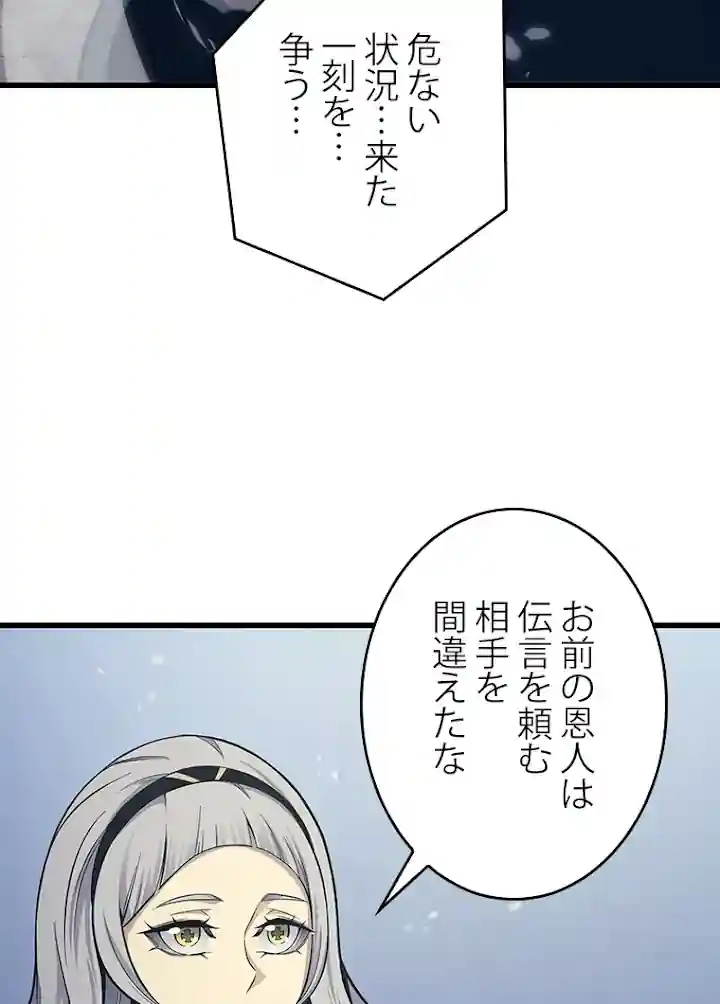 危ない
状況…来た
一刻を…
争う…
お前の恩人は
伝言を頼む
相手を
間違えたな